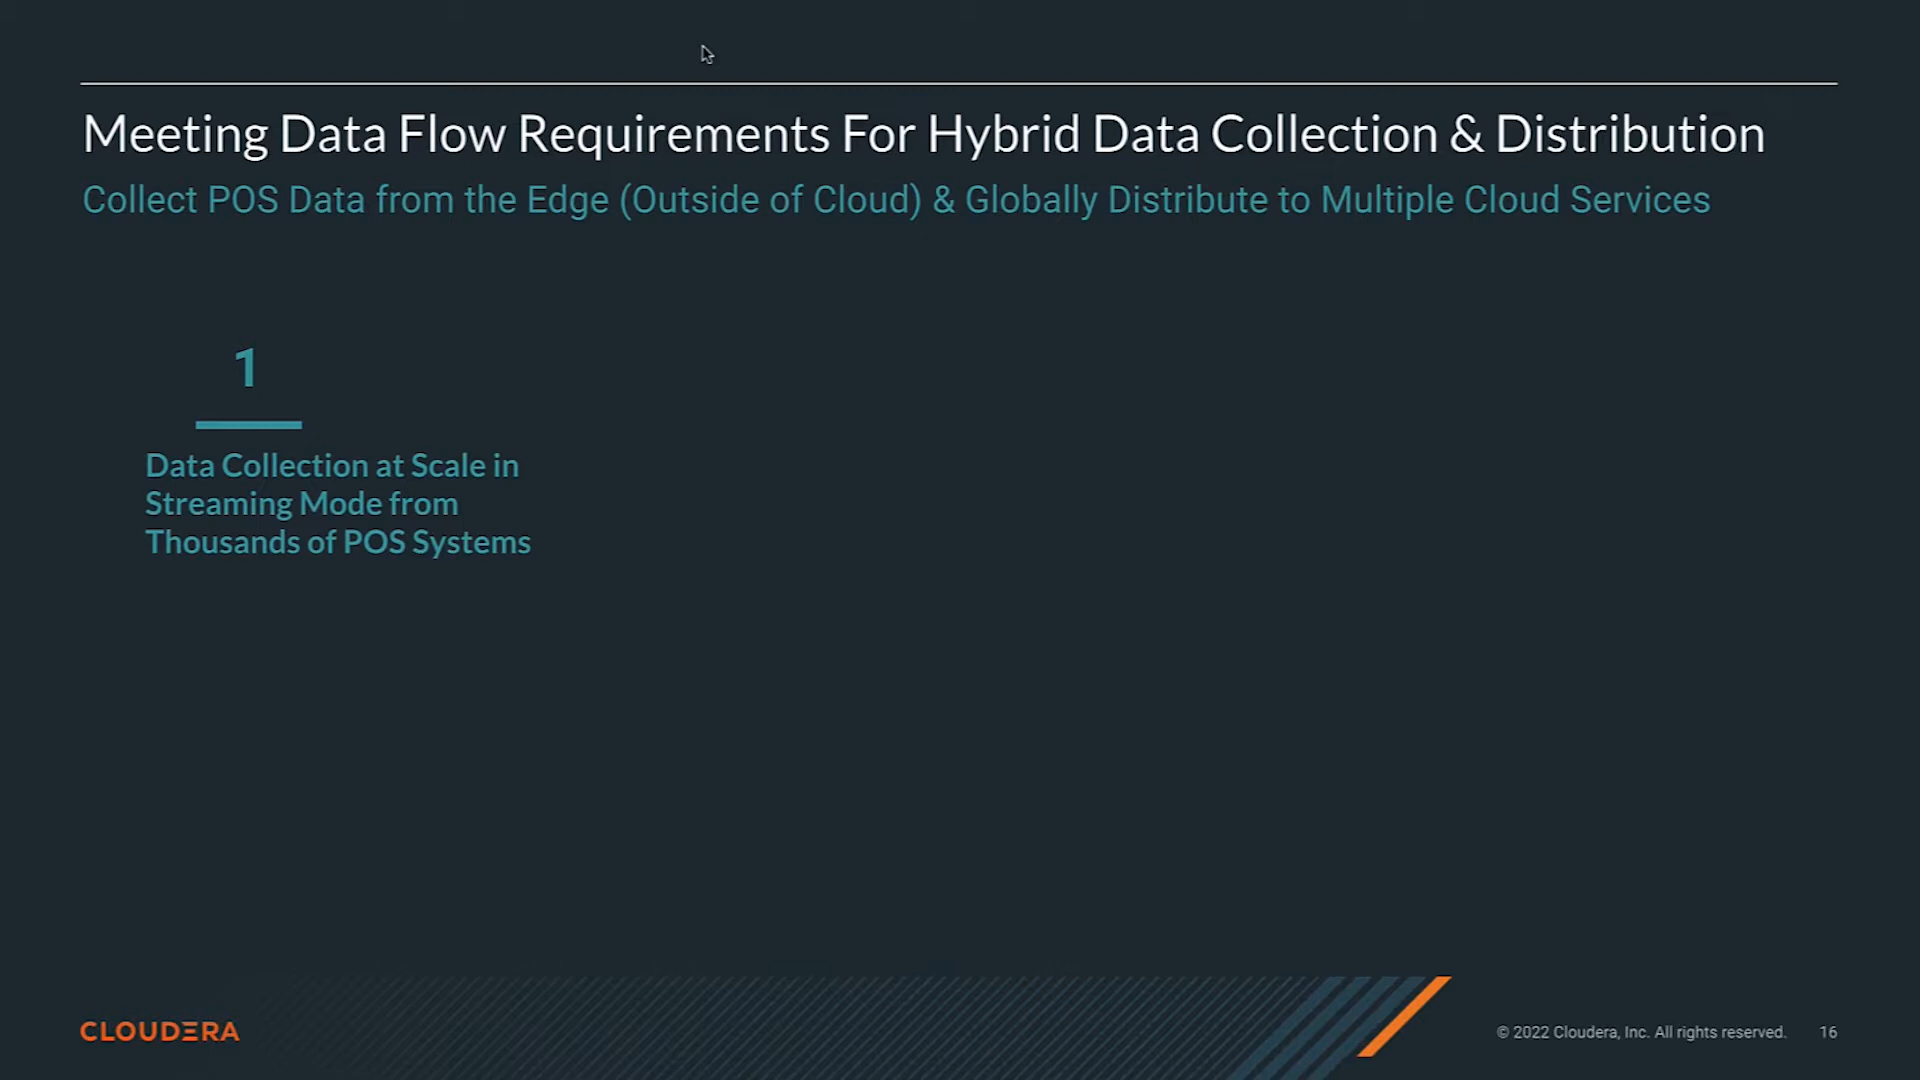 Meeting Data Flow Requirements For Hybrid Data Collection & Distribution
Collect POS Data from the Edge (Outside of Cloud) & Globally Distribute to Multiple Cloud Services
1
Data Collection at Scale in
Streaming Mode from
Thousands of POS Systems
CLOUDERA
© 2022 Cloudera, Inc. All rights reserved.
16